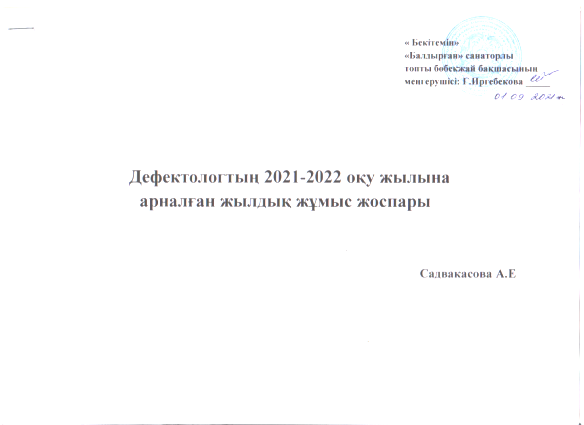 « Бекітемін»
«Балдырған» санаторлы
топты бөбекжай бақшасының
меңгерушісі: Г.Иргебекова _____
01 09 2021ж
Дефектологтың 2021-2022 оқу жылына
арналған жылдық жұмыс жоспары
Садвакасова А.Е